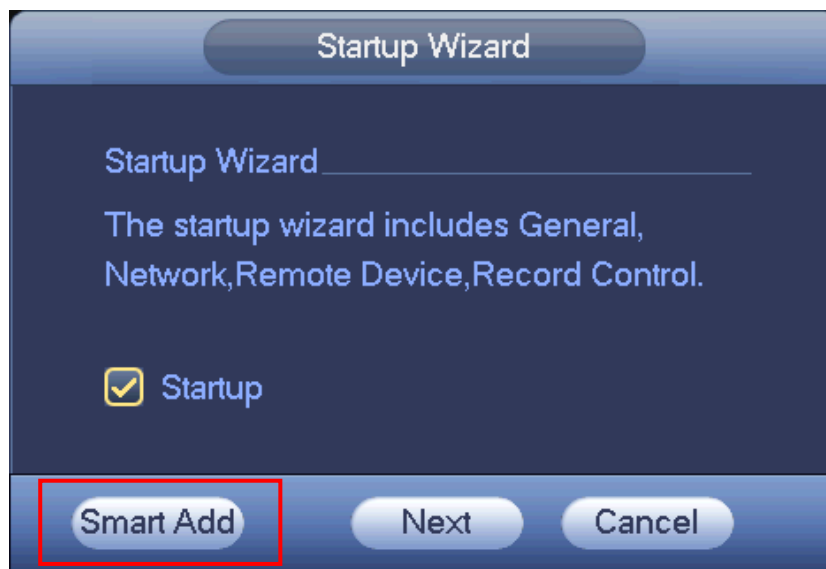 Startup Wizard
Startup Wizard
The startup wizard includes General,
Network,Remote Device,Record Control.
Startup
Smart Add
Next
Cancel